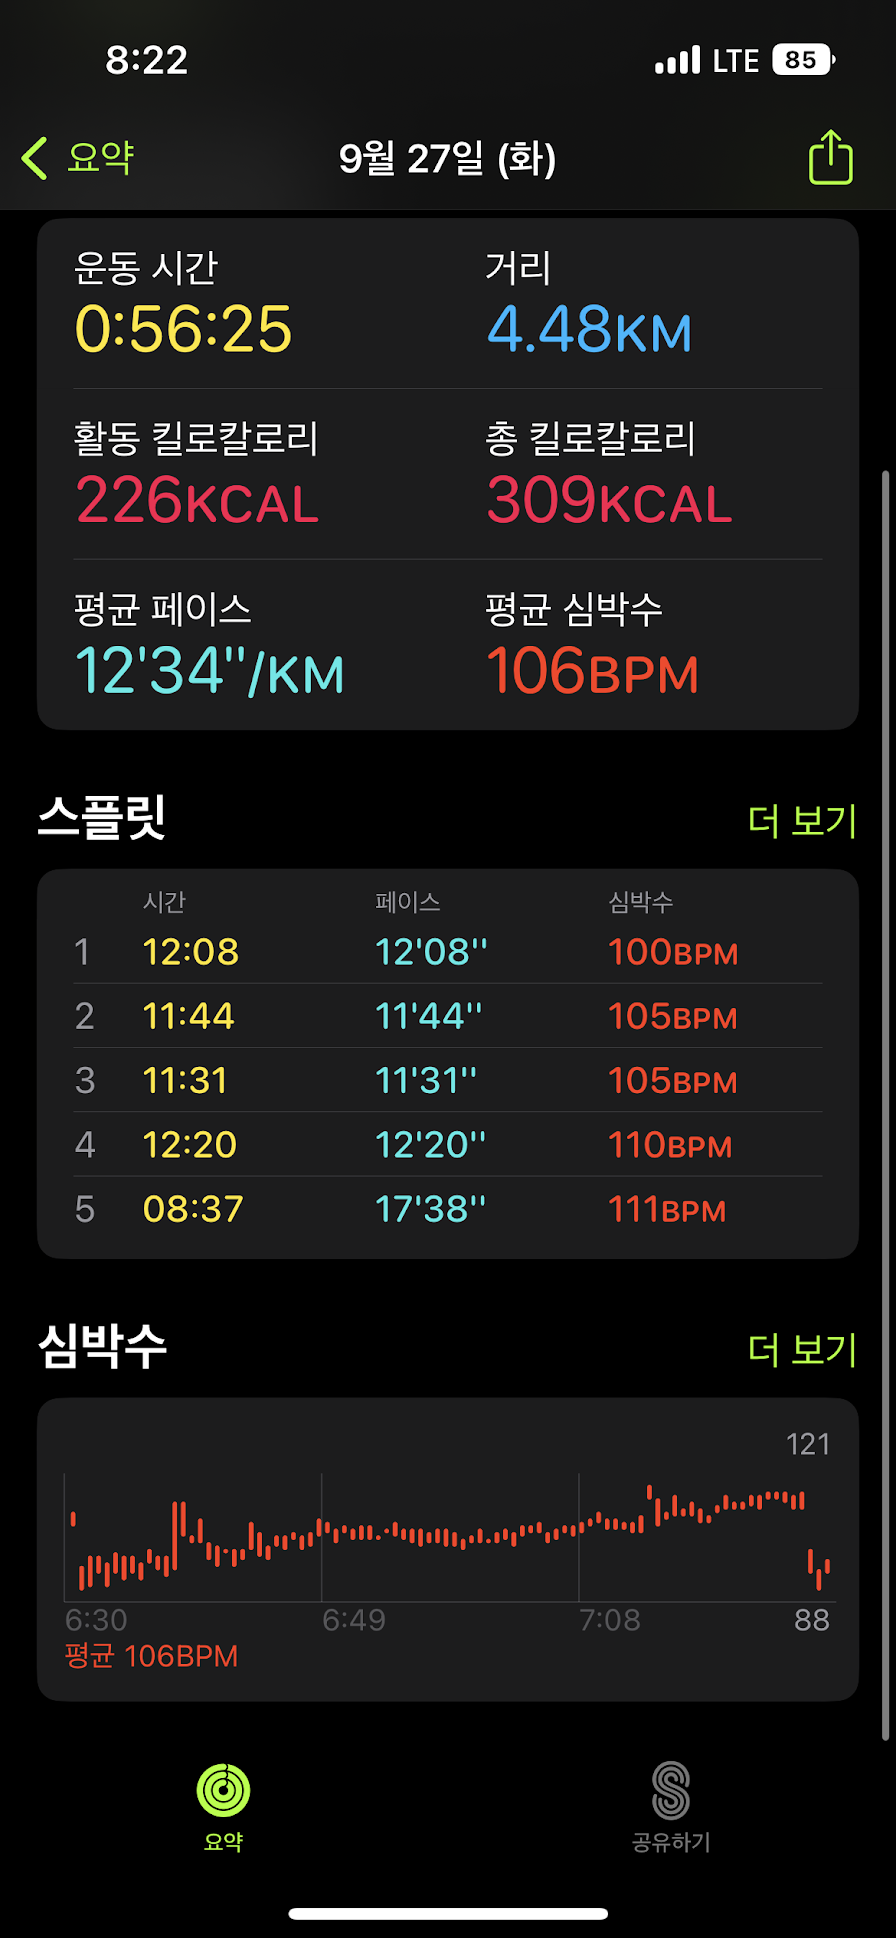 8:22 LTE 85
요약 9월 27일 (화)
운동 시간 거리
0:56:25 4.48KM
활동 킬로칼로리 총 킬로칼로리
226KCAL 309KCAL
평균 페이스 평균 심박수
12'34"/KM 106BPM
스플릿 더 보기
시간 페이스 심박수
1 12:08 12'08'' 100BPM
2 11:44 11'44'' 105BPM
3 11:31 11'31'' 105BPM
4 12:20 12'20'' 110BPM
5 08:37 17'38'' 111BPM
심박수 더 보기
121
6:30 6:49 7:08 88
평균 106BPM
요약 공유하기